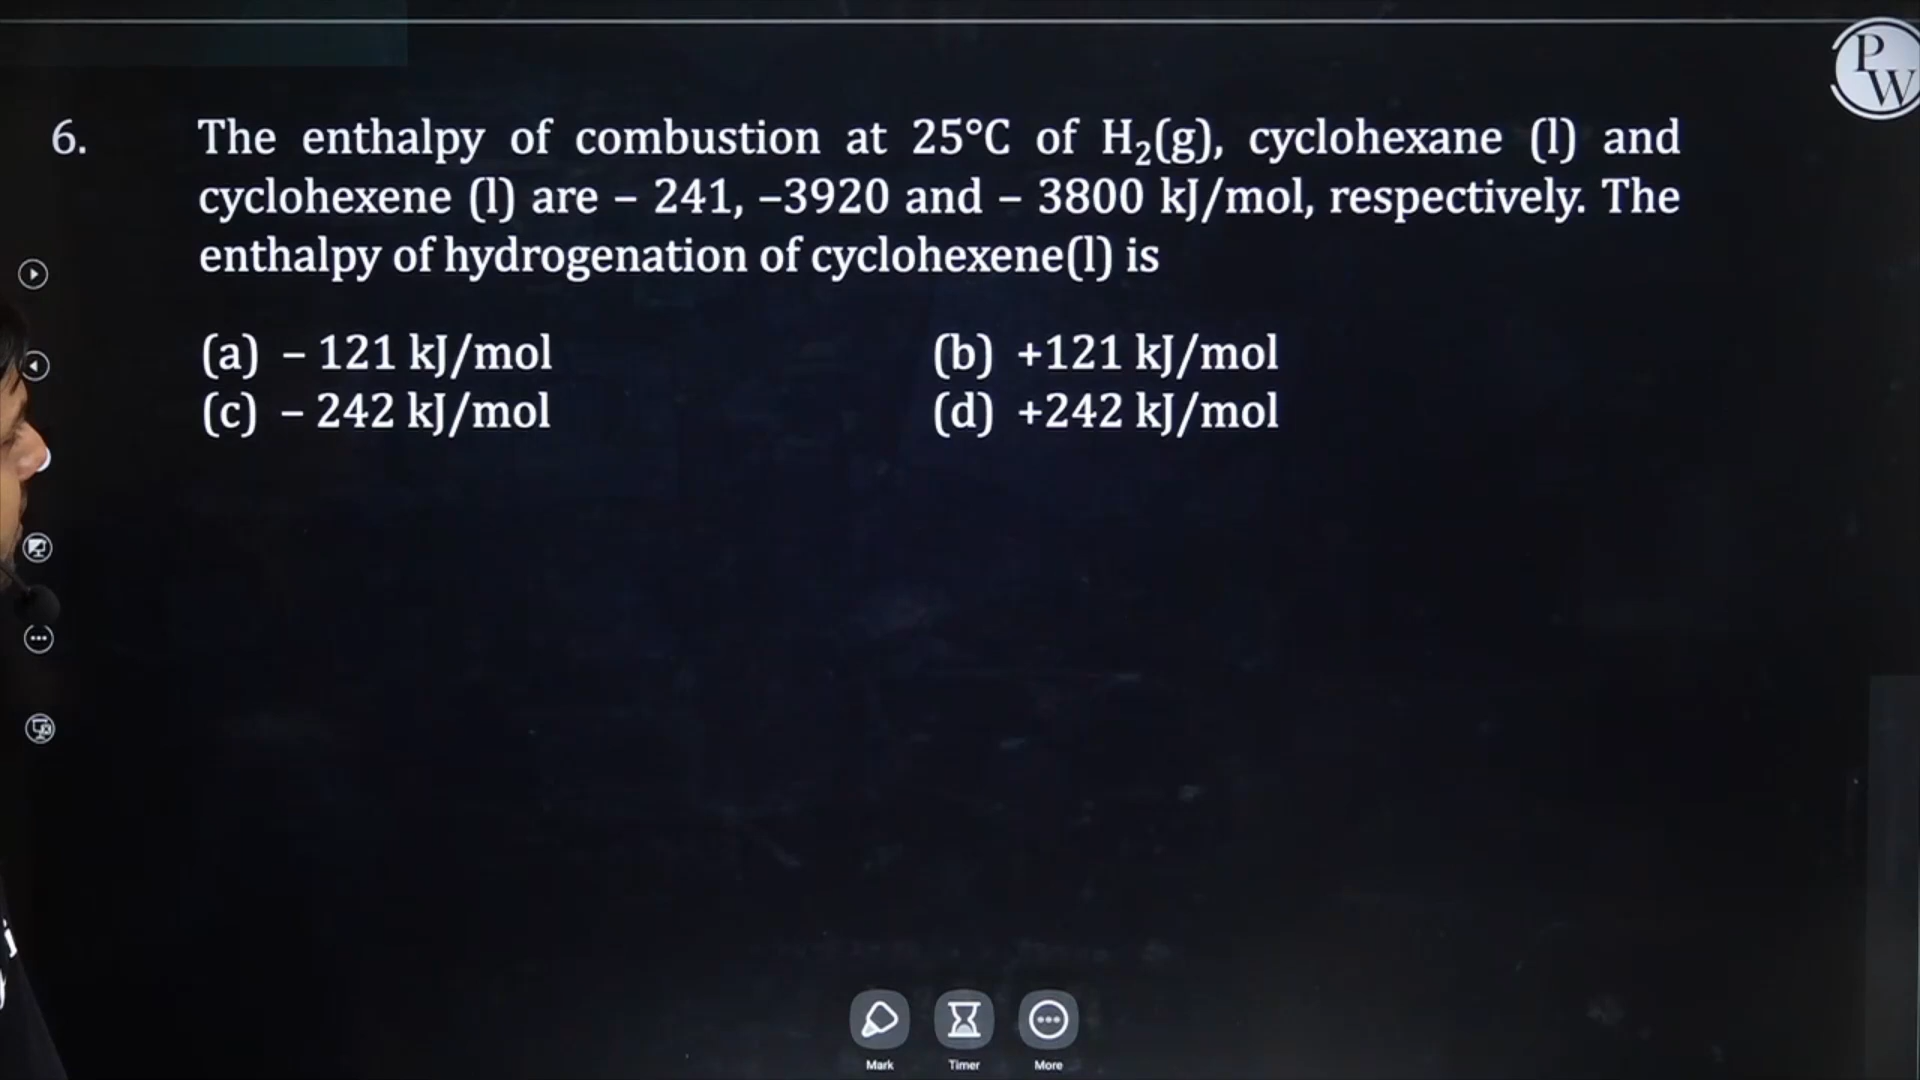 PW
6. The enthalpy of combustion at 25°C of H₂(g), cyclohexane (l) and
cyclohexene (l) are – 241, –3920 and – 3800 kJ/mol, respectively. The
enthalpy of hydrogenation of cyclohexene(l) is
(a) – 121 kJ/mol (b) +121 kJ/mol
(c) – 242 kJ/mol (d) +242 kJ/mol
Mark Timer More